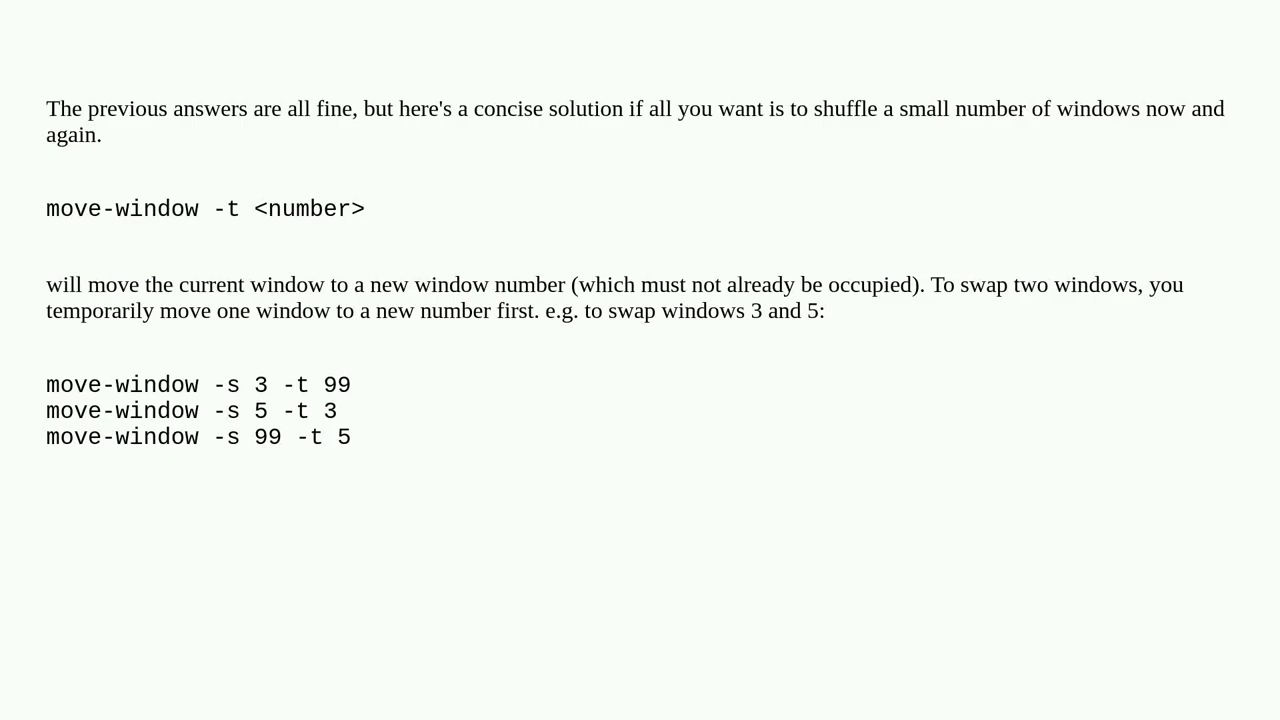 The previous answers are all fine, but here's a concise solution if all you want is to shuffle a small number of windows now and
again.
move-window -t <number>
will move the current window to a new window number (which must not already be occupied). To swap two windows, you
temporarily move one window to a new number first. e.g. to swap windows 3 and 5:
move-window -s 3 -t 99
move-window -s 5 -t 3
move-window -s 99 -t 5